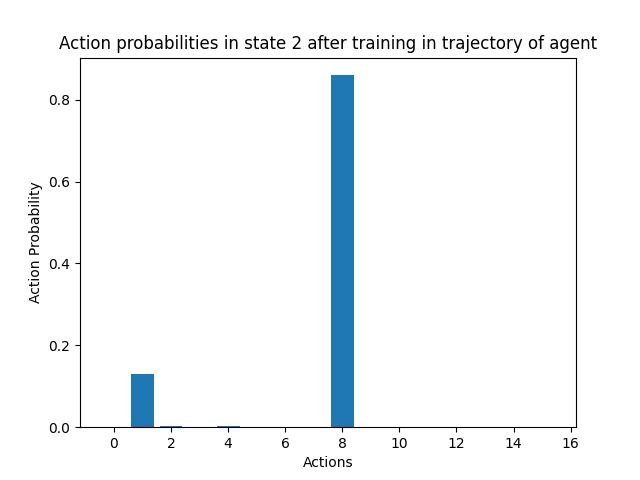 Action probabilities in state 2 after training in trajectory of agent
Action Probability
0.8
0.6
0.4
0.2
0.0
0 2 4 6 8 10 12 14 16
Actions